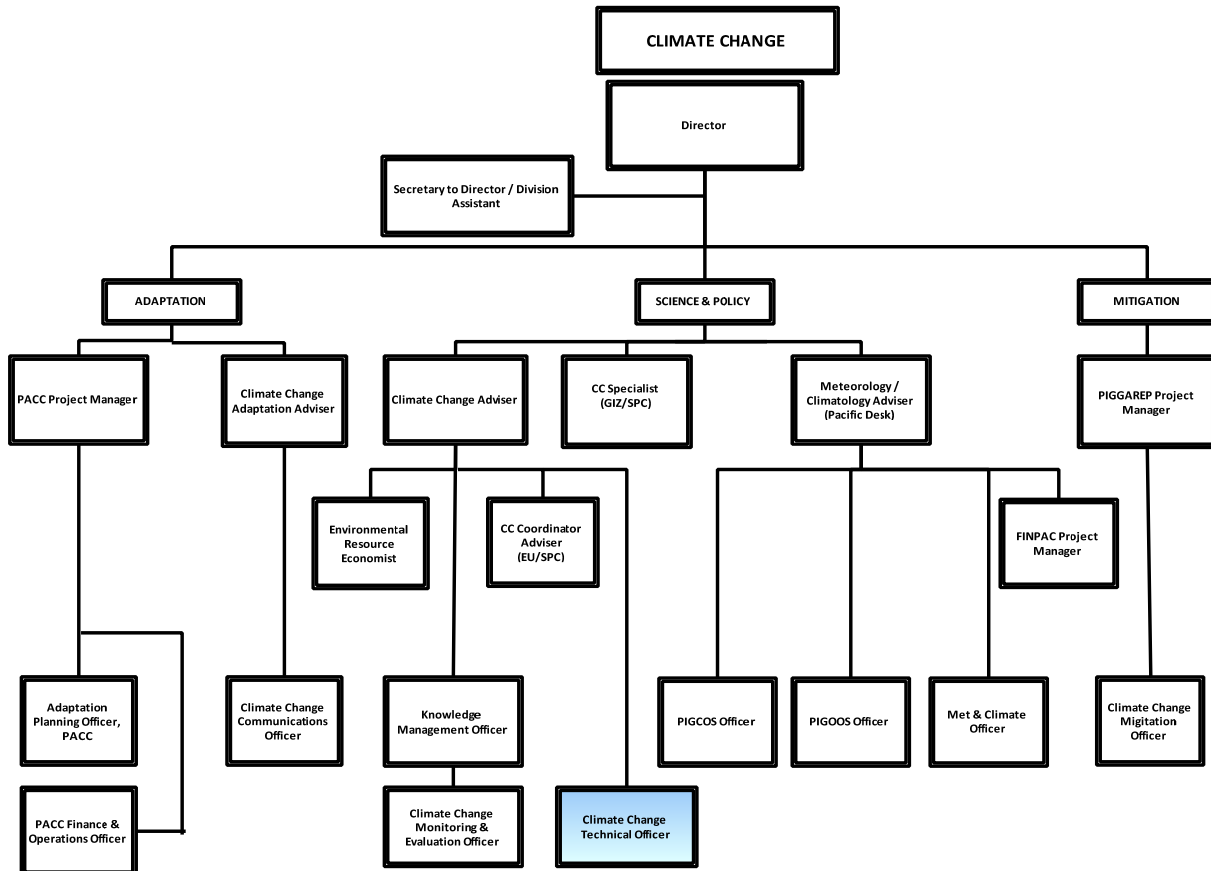 CLIMATE CHANGE
Director
Secretary to Director / Division
Assistant
ADAPTATION
SCIENCE & POLICY
MITIGATION
PACC Project Manager
Climate Change
Adaptation Adviser
Climate Change Adviser
CC Specialist
(GIZ/SPC)
Meteorology /
Climatology Adviser
(Pacific Desk)
PIGGAREP Project
Manager
Environmental
Resource
Economist
CC Coordinator
Adviser
(EU/SPC)
FINPAC Project
Manager
Adaptation
Planning Officer,
PACC
Climate Change
Communications
Officer
Knowledge
Management Officer
PIGCOS Officer
PIGOOS Officer
Met & Climate
Officer
Climate Change
Migitation
Officer
PACC Finance &
Operations Officer
Climate Change
Monitoring &
Evaluation Officer
Climate Change
Technical Officer